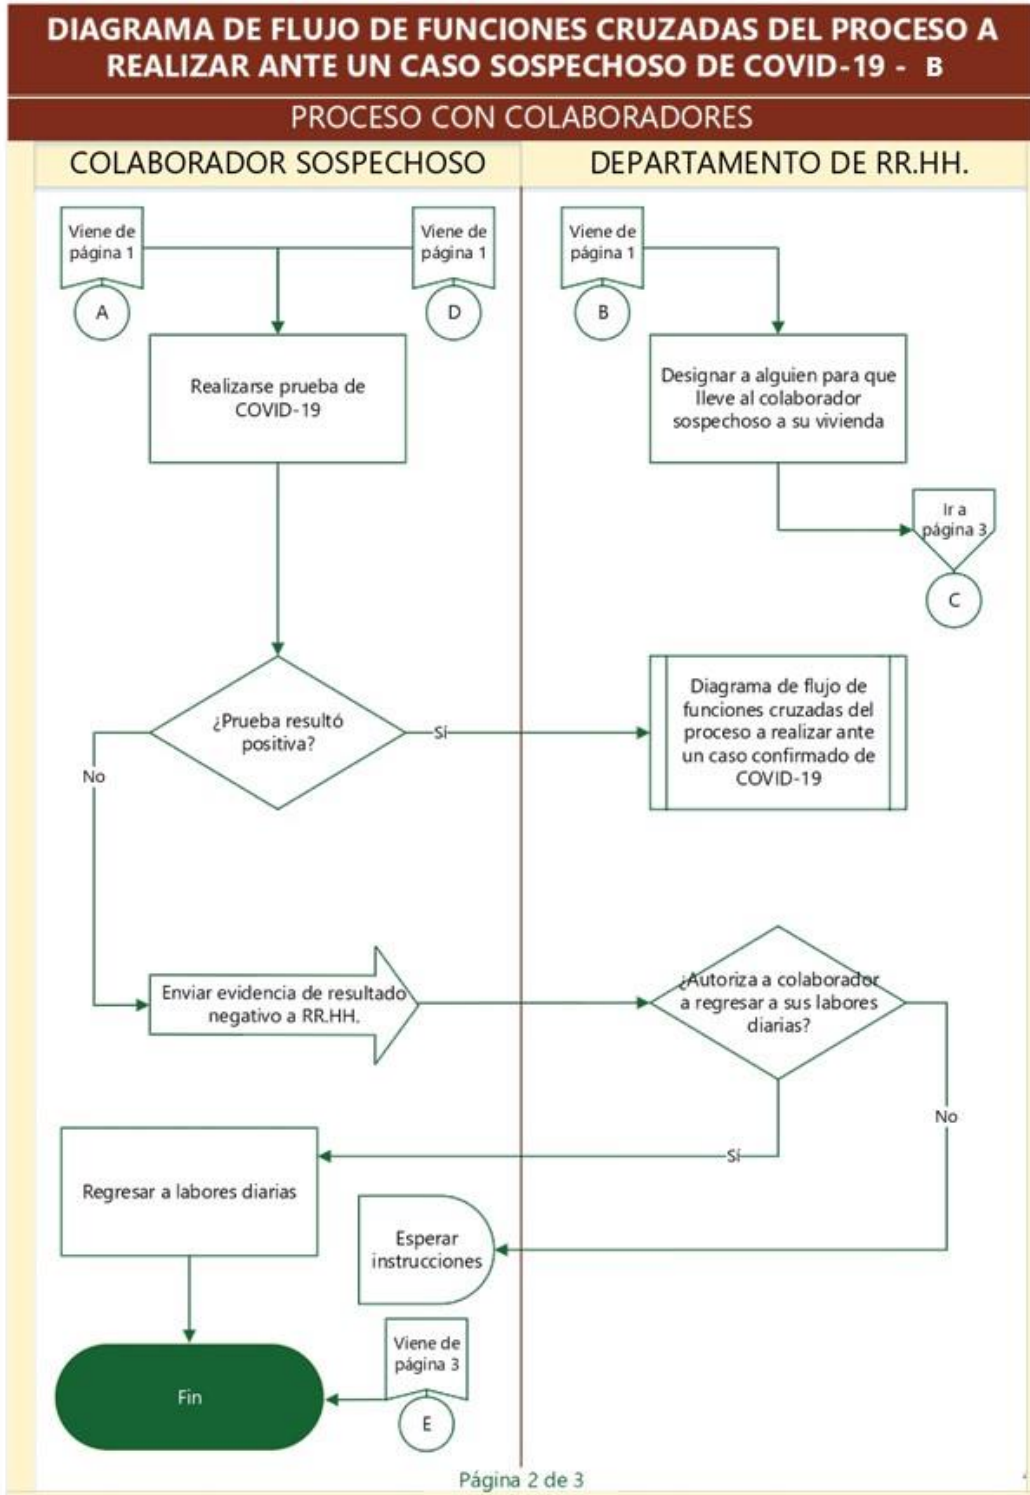 DIAGRAMA DE FLUJO DE FUNCIONES CRUZADAS DEL PROCESO A
REALIZAR ANTE UN CASO SOSPECHOSO DE COVID-19 - B
PROCESO CON COLABORADORES
COLABORADOR SOSPECHOSO
DEPARTAMENTO DE RR.HH.
Viene de
página 1
A
Viene de
página 1
D
Viene de
página 1
B
Realizarse prueba de
COVID-19
Designar a alguien para que
lleve al colaborador
sospechoso a su vivienda
Ir a
página 3
C
¿Prueba resultó
positiva?
Sí
No
Diagrama de flujo de
funciones cruzadas del
proceso a realizar ante
un caso confirmado de
COVID-19
Enviar evidencia de resultado
negativo a RR.HH.
¿Autoriza a colaborador
a regresar a sus labores
diarias?
No
Sí
Regresar a labores diarias
Esperar
instrucciones
Viene de
página 3
E
Fin
Página 2 de 3